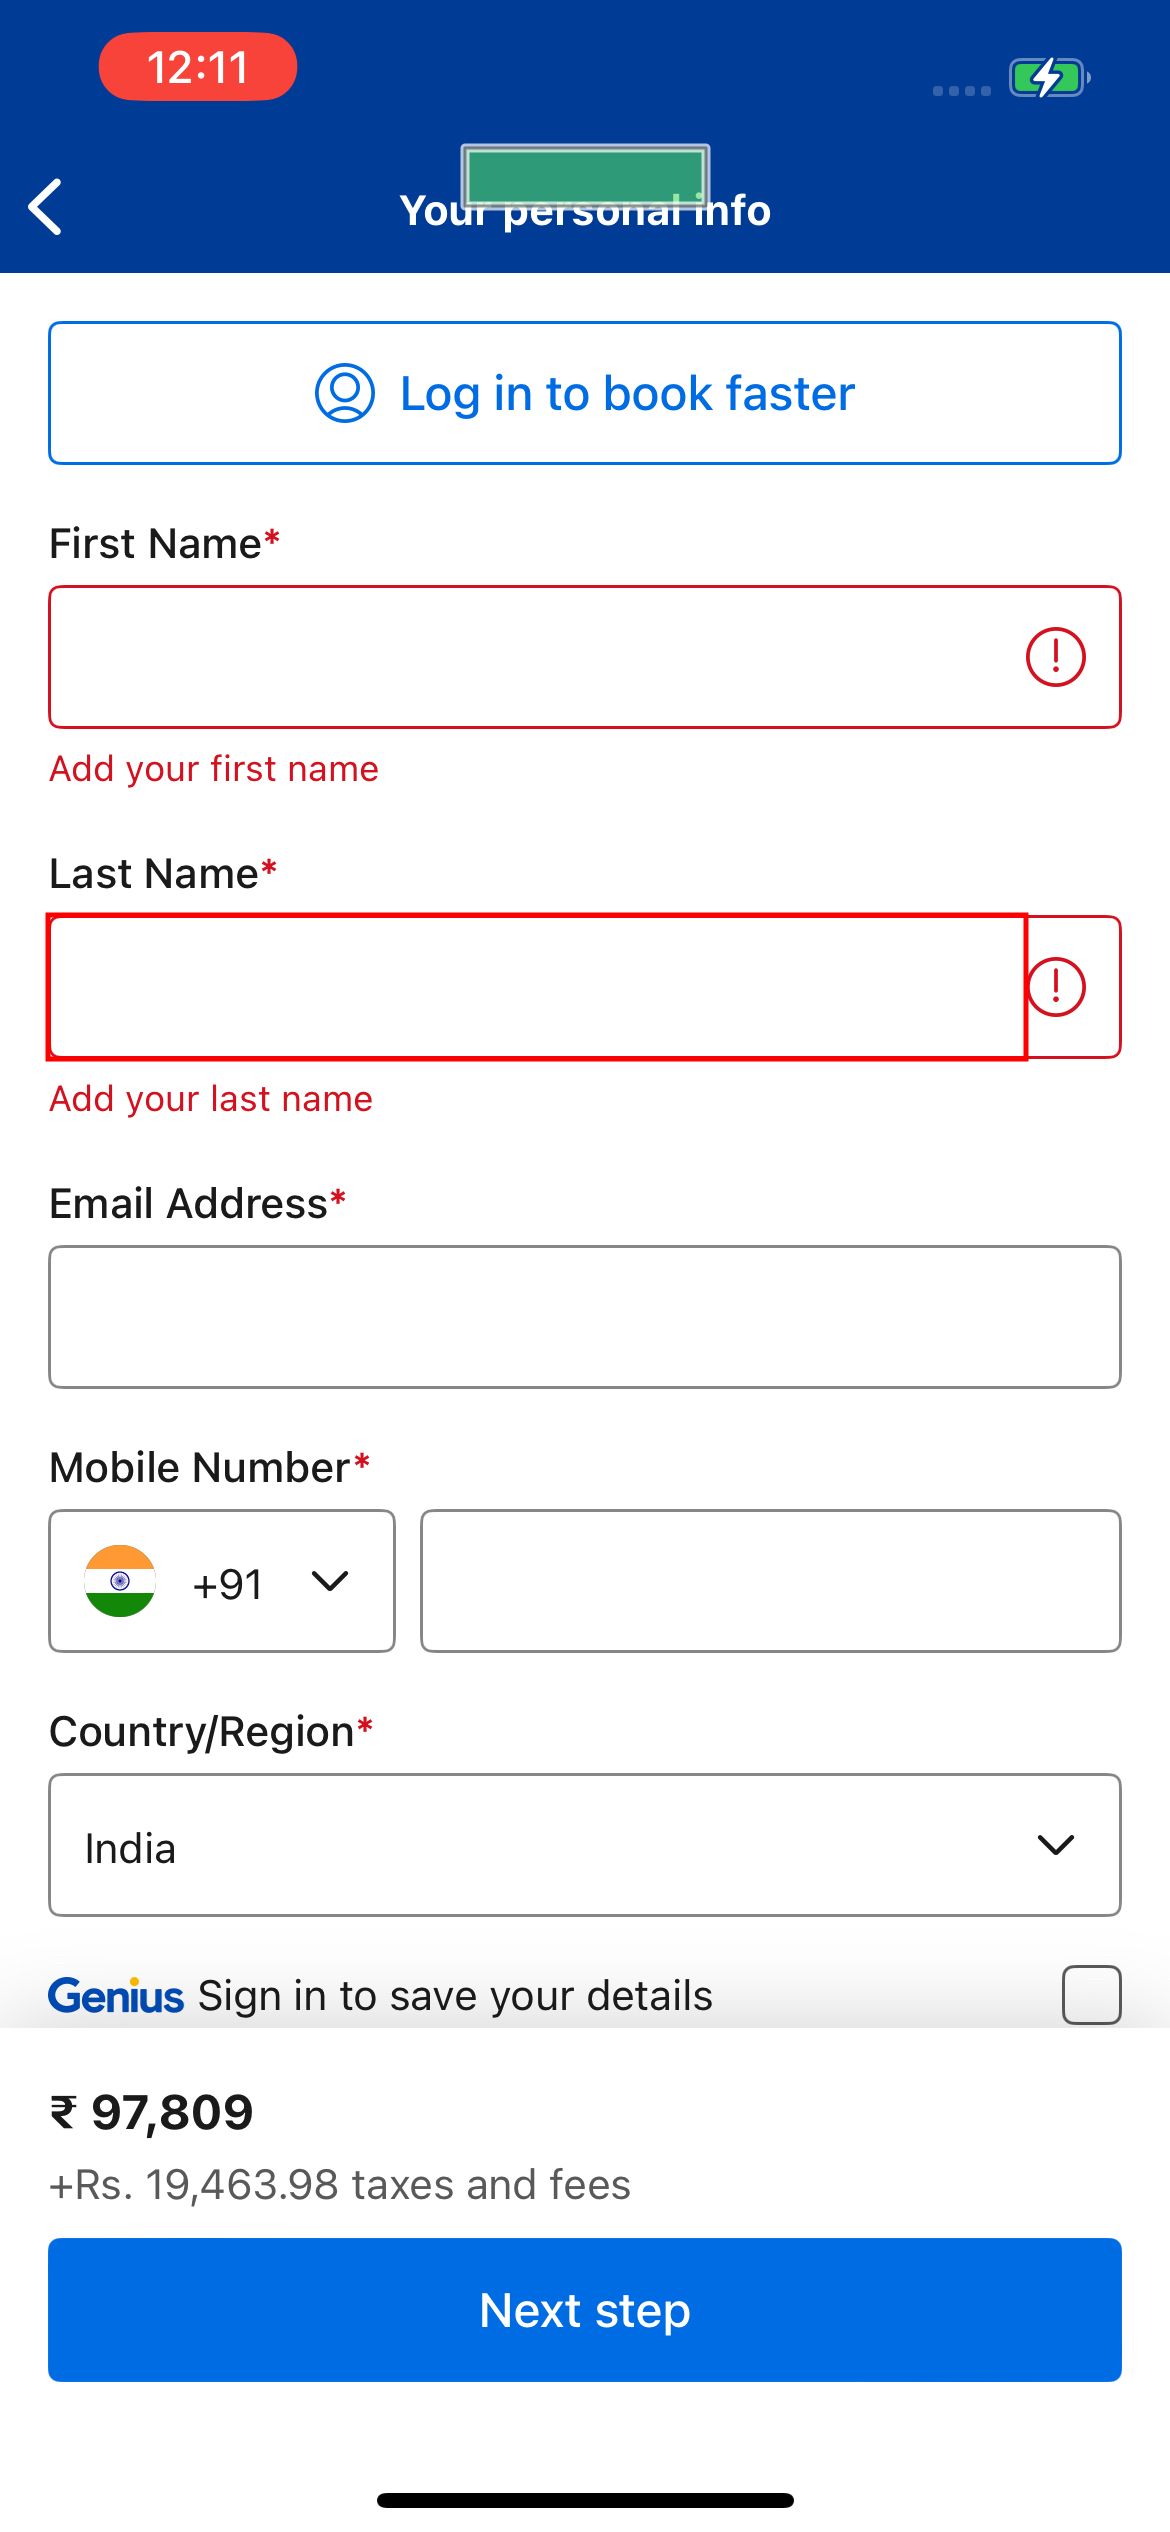 12:11
Your personal info
Log in to book faster
First Name*
Add your first name
Last Name*
Add your last name
Email Address*
Mobile Number*
+91
Country/Region*
India
Genius Sign in to save your details
₹ 97,809
+Rs. 19,463.98 taxes and fees
Next step